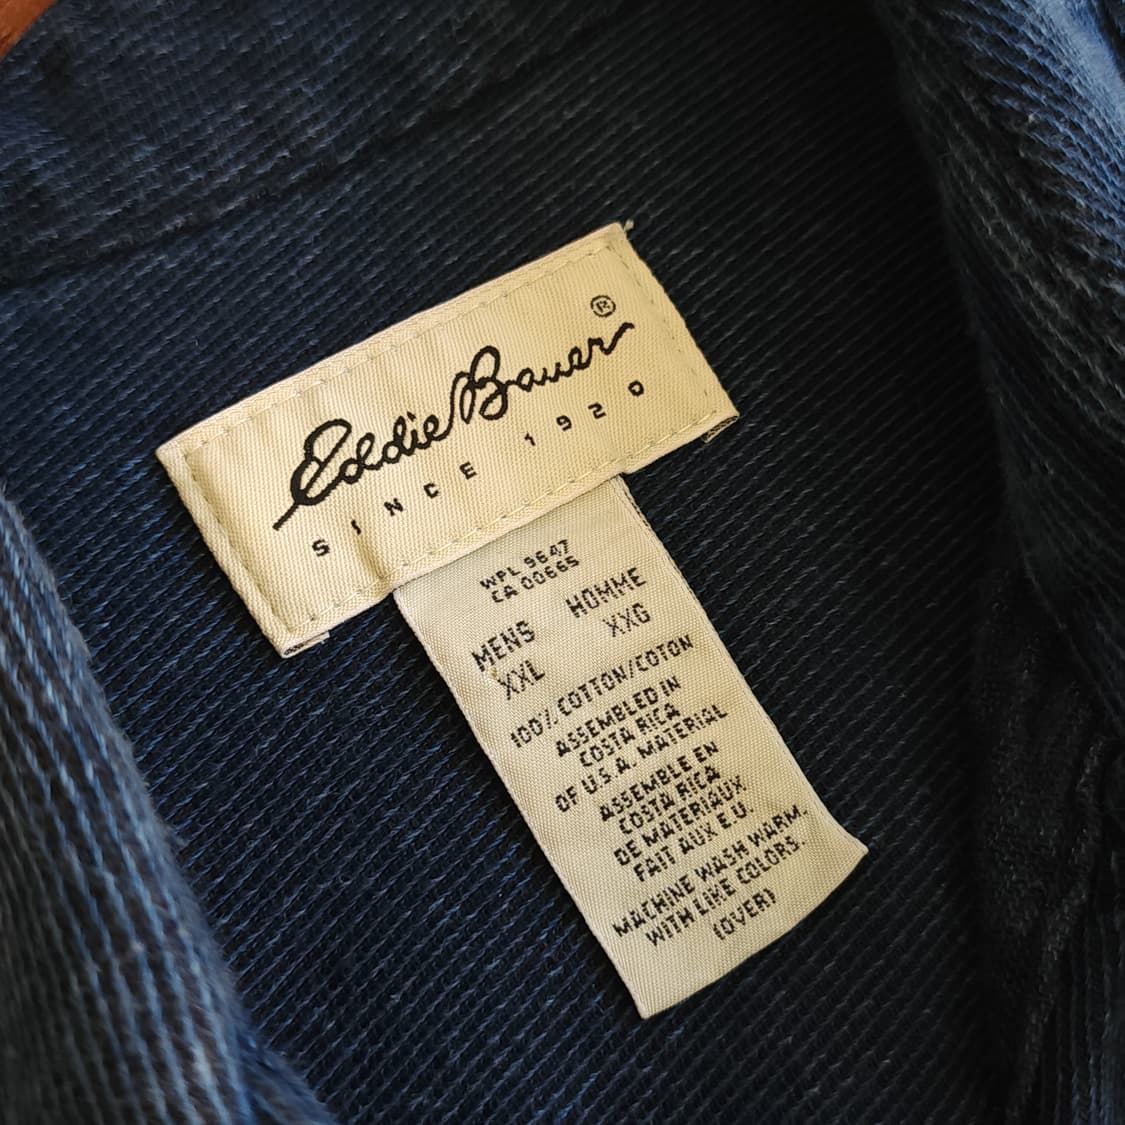 Eddie Bauer®
SINCE 1920
WPL 9647
CA 00665
MENS HOMME
XXL XXG
100% COTTON/COTON
ASSEMBLED IN
COSTA RICA
OF U.S.A. MATERIAL
ASSEMBLE EN
COSTA RICA
DE MATERIAUX
FAIT AUX E.U.
MACHINE WASH WARM.
WITH LIKE COLORS.
(OVER)